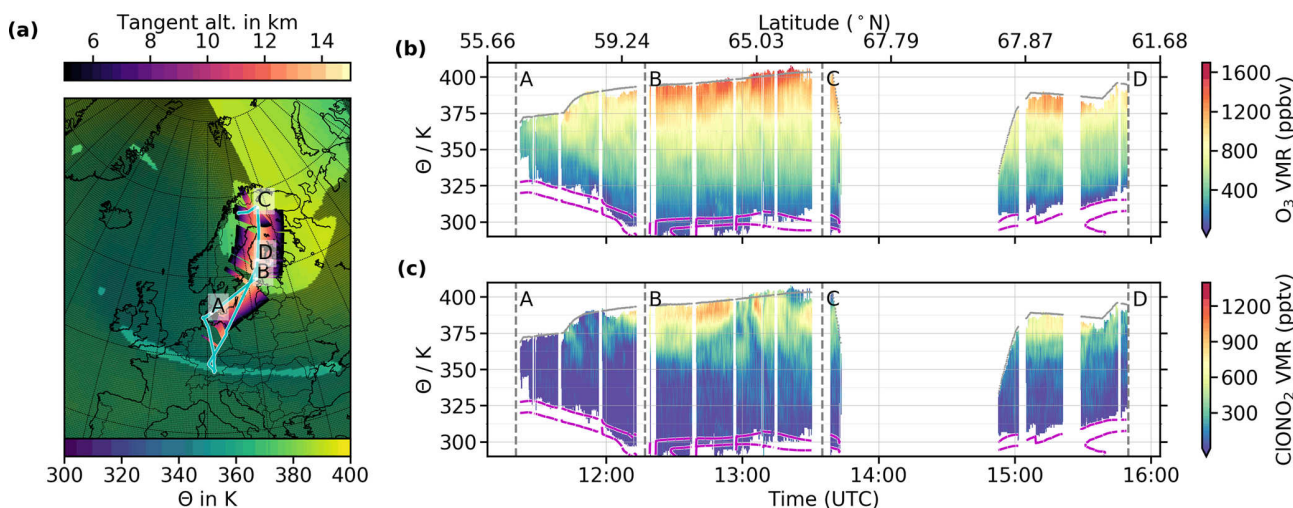 (a)
Tangent alt. in km
6 8 10 12 14
C
D
B
A
300 320 340 360 380 400
Θ in K
Latitude (°N)
55.66 59.24 65.03 67.79 67.87 61.68
(b)
A B C D
400
375
350
325
300
Θ / K
1600
1200
800
400
O₃ VMR (ppbv)
(c)
A B C D
400
375
350
325
300
Θ / K
12:00 13:00 14:00 15:00 16:00
Time (UTC)
1200
900
600
300
ClONO₂ VMR (pptv)